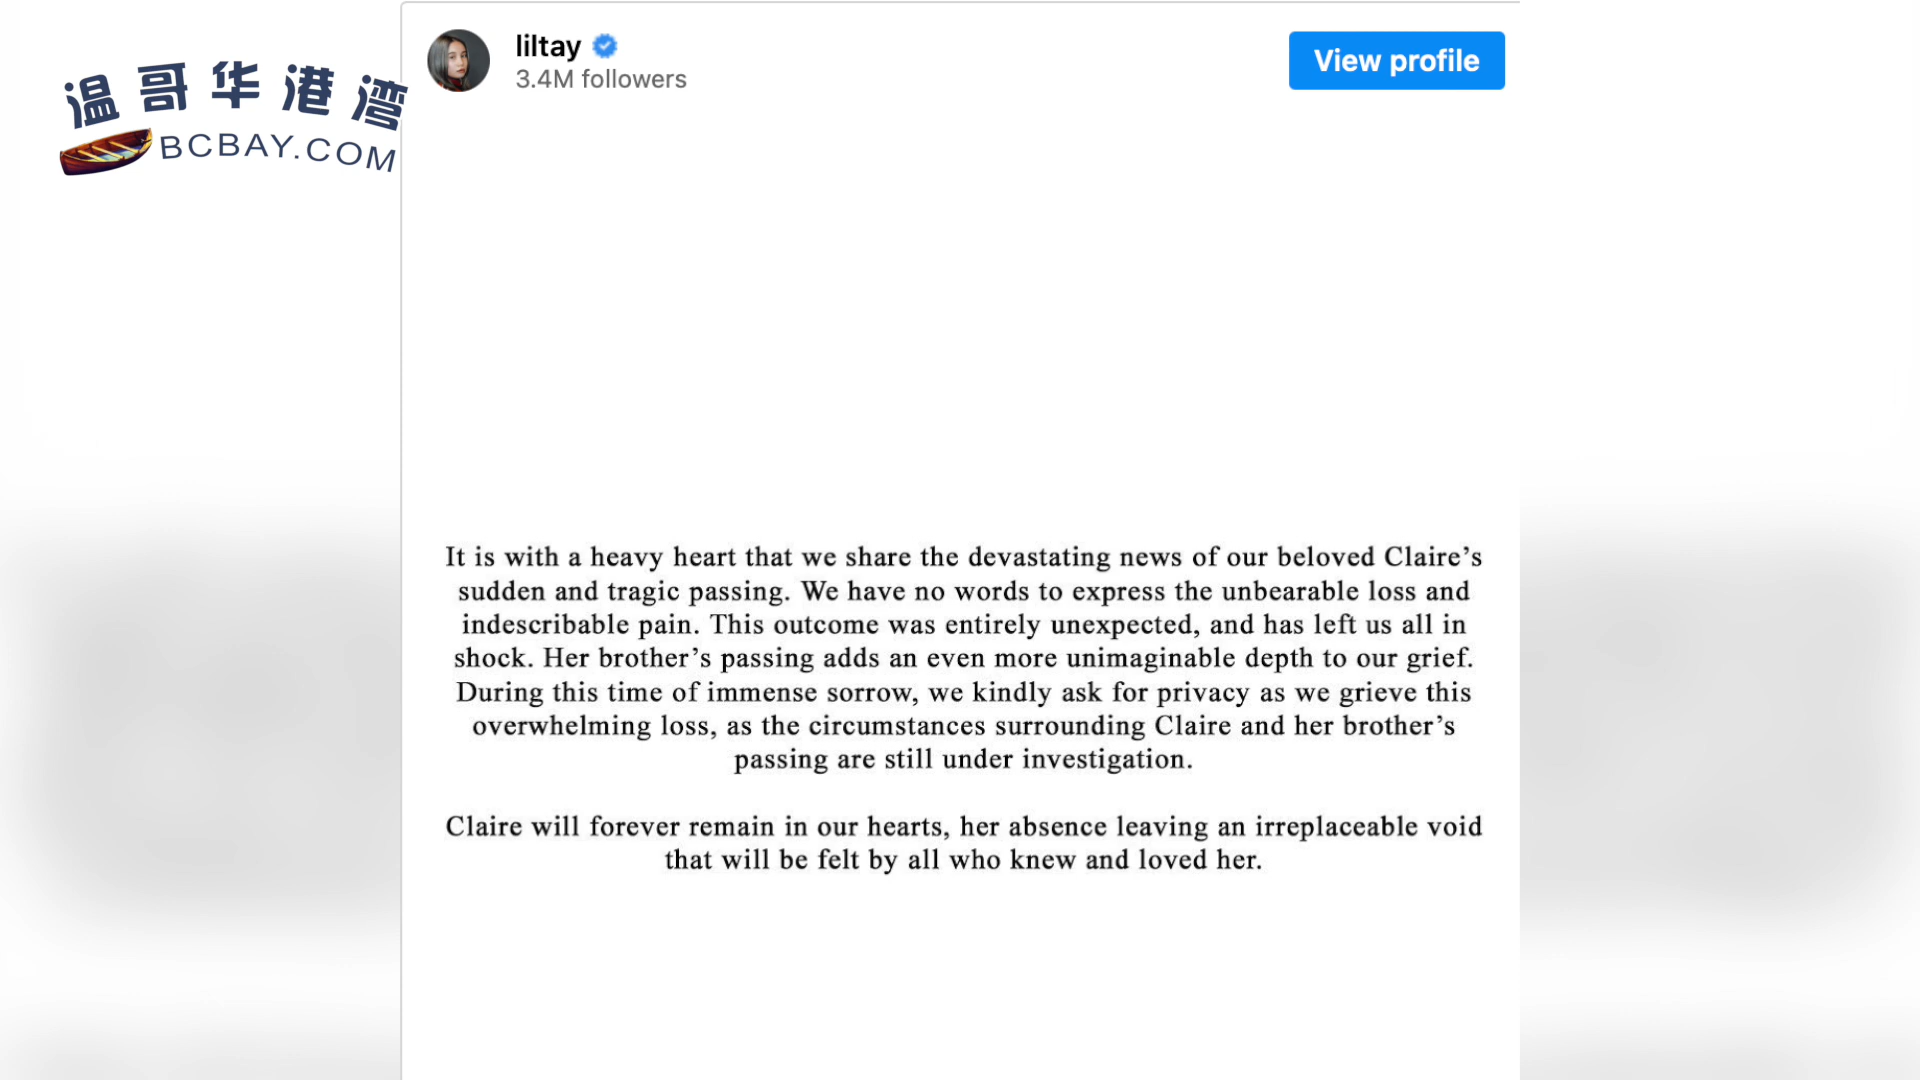 温哥华港湾
BCBAY.COM
liltay
3.4M followers
View profile
It is with a heavy heart that we share the devastating news of our beloved Claire’s
sudden and tragic passing. We have no words to express the unbearable loss and
indescribable pain. This outcome was entirely unexpected, and has left us all in
shock. Her brother’s passing adds an even more unimaginable depth to our grief.
During this time of immense sorrow, we kindly ask for privacy as we grieve this
overwhelming loss, as the circumstances surrounding Claire and her brother’s
passing are still under investigation.
Claire will forever remain in our hearts, her absence leaving an irreplaceable void
that will be felt by all who knew and loved her.